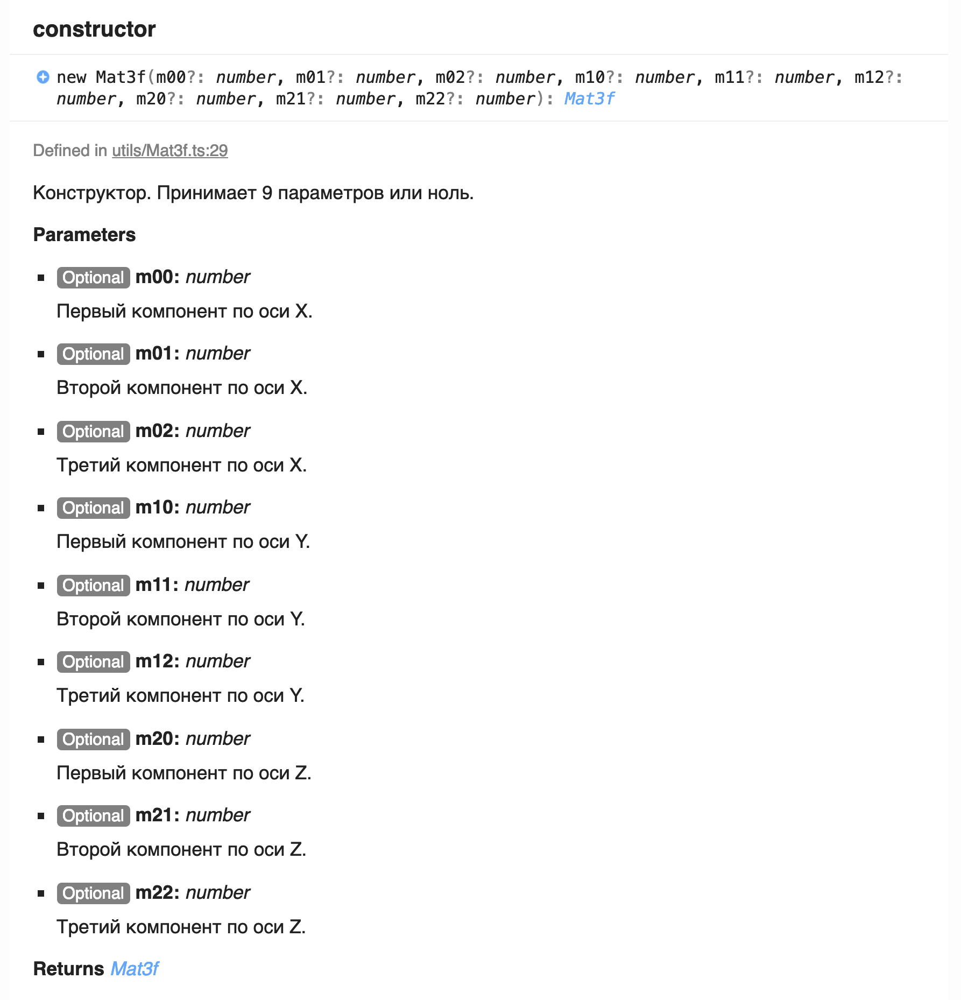 constructor
new Mat3f(m00?: number, m01?: number, m02?: number, m10?: number, m11?: number, m12?:
number, m20?: number, m21?: number, m22?: number): Mat3f
Defined in utils/Mat3f.ts:29
Конструктор. Принимает 9 параметров или ноль.
Parameters
Optional m00: number
Первый компонент по оси X.
Optional m01: number
Второй компонент по оси X.
Optional m02: number
Третий компонент по оси X.
Optional m10: number
Первый компонент по оси Y.
Optional m11: number
Второй компонент по оси Y.
Optional m12: number
Третий компонент по оси Y.
Optional m20: number
Первый компонент по оси Z.
Optional m21: number
Второй компонент по оси Z.
Optional m22: number
Третий компонент по оси Z.
Returns Mat3f